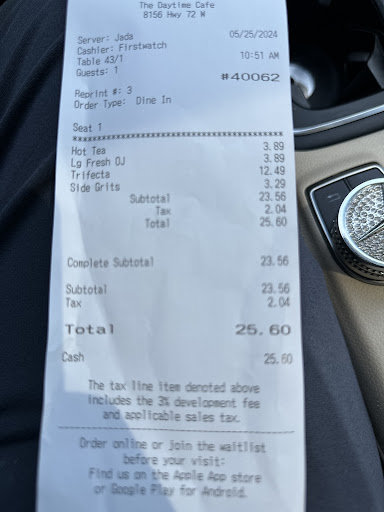 The Daytime Cafe
8156 Hwy 72 W
Server: Jada 05/25/2024
Cashier: Firstwatch
Table 43/1 10:51 AM
Guests: 1
#40062
Reprint #: 3
Order Type: Dine In
Seat 1
****************************************
Hot Tea 3.89
Lg Fresh OJ 3.89
Trifecta 12.49
Side Grits 3.29
Subtotal 23.56
Tax 2.04
Total 25.60
Complete Subtotal 23.56
Subtotal 23.56
Tax 2.04
Total 25.60
Cash 25.60
The tax line item denoted above
includes the 3% development fee
and applicable sales tax.
Order online or join the waitlist
before your visit:
Find us on the Apple App store
or Google Play for Android.